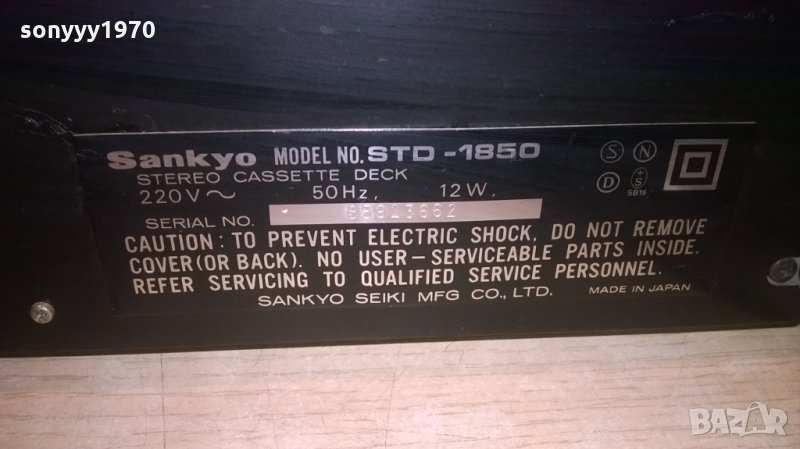 sonyyy1970
Sankyo MODEL NO. STD-1850
STEREO CASSETTE DECK
220V~ 50Hz, 12W.
SERIAL NO.
S N
D S
SB16
CAUTION: TO PREVENT ELECTRIC SHOCK, DO NOT REMOVE
COVER (OR BACK). NO USER-SERVICEABLE PARTS INSIDE.
REFER SERVICING TO QUALIFIED SERVICE PERSONNEL.
SANKYO SEIKI MFG CO., LTD. MADE IN JAPAN
BAZAR